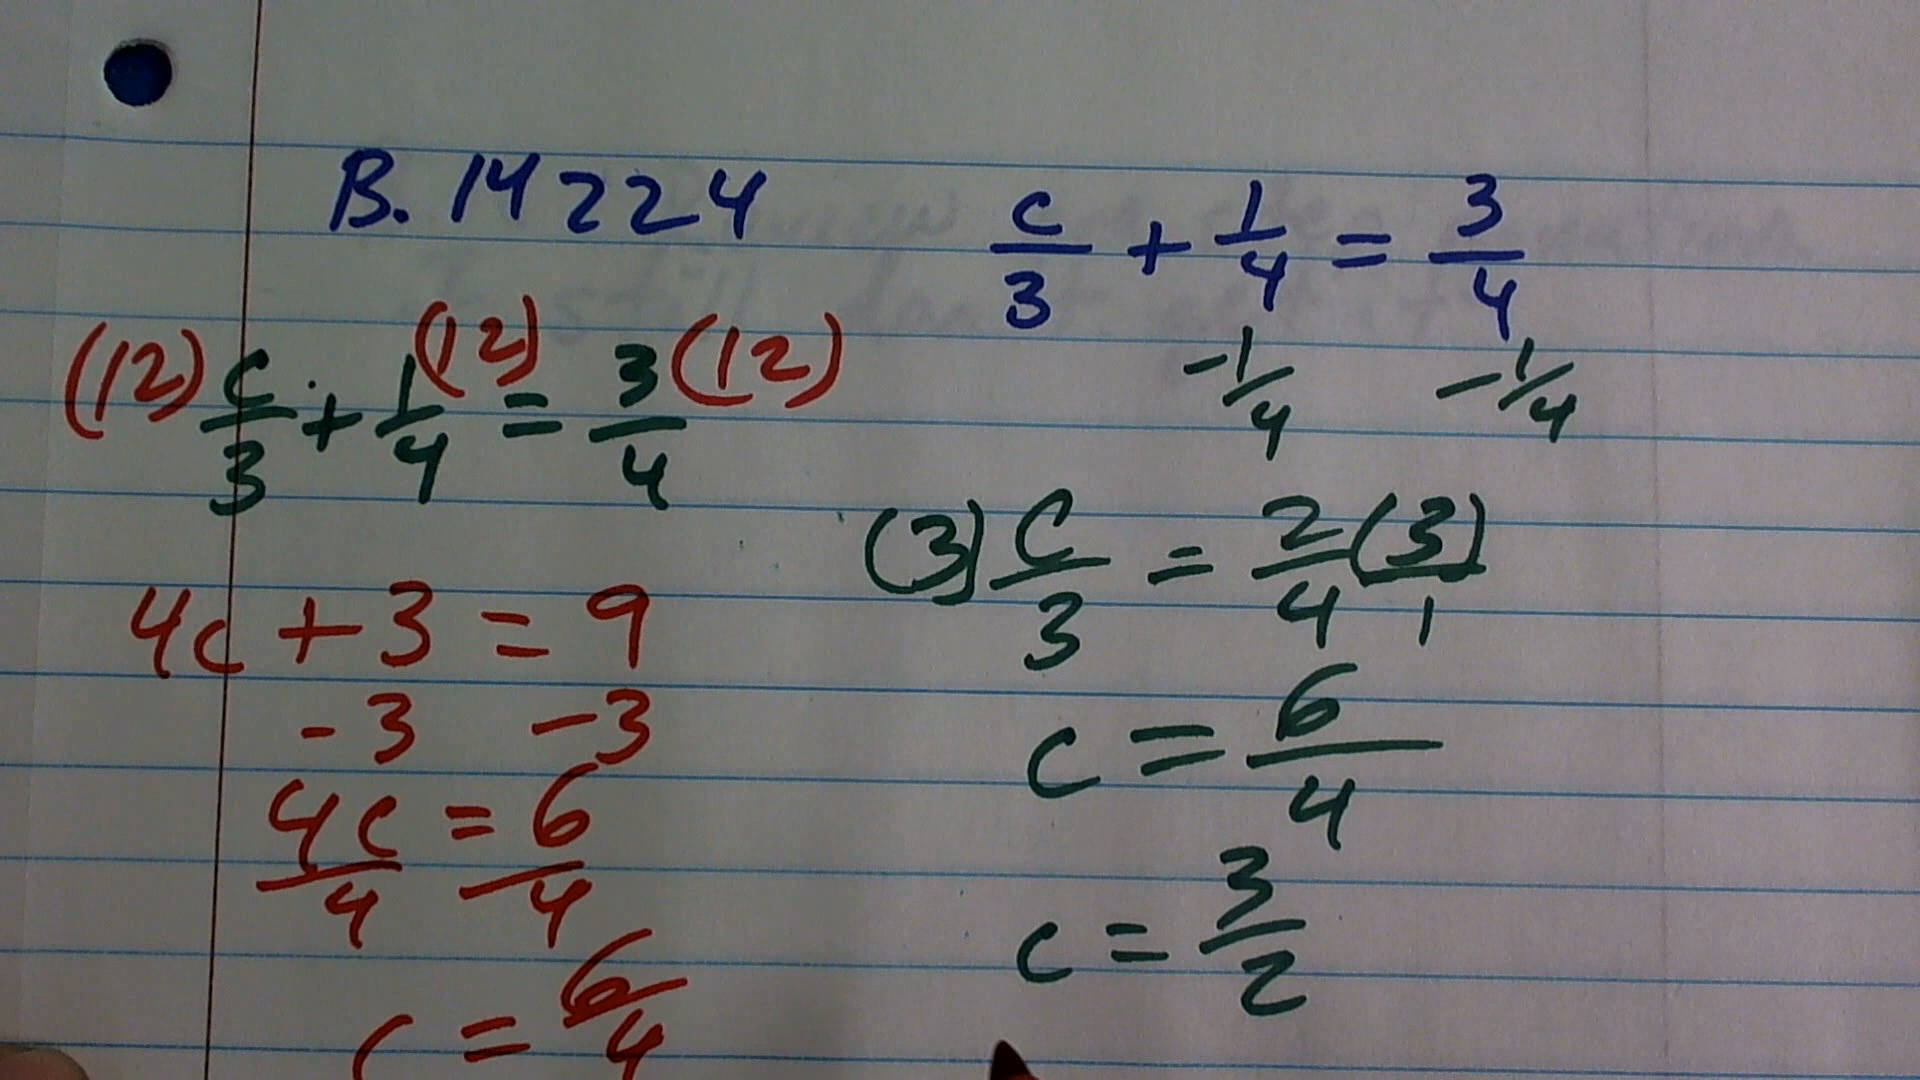 B. 14224
c/3 + 1/4 = 3/4
-1/4 -1/4
(3) c/3 = 2/4 (3)/1
c = 6/4
c = 3/2
(12) c/3 + 1/4 (12) = 3/4 (12)
4c + 3 = 9
- 3 - 3
4c/4 = 6/4
c = 6/4